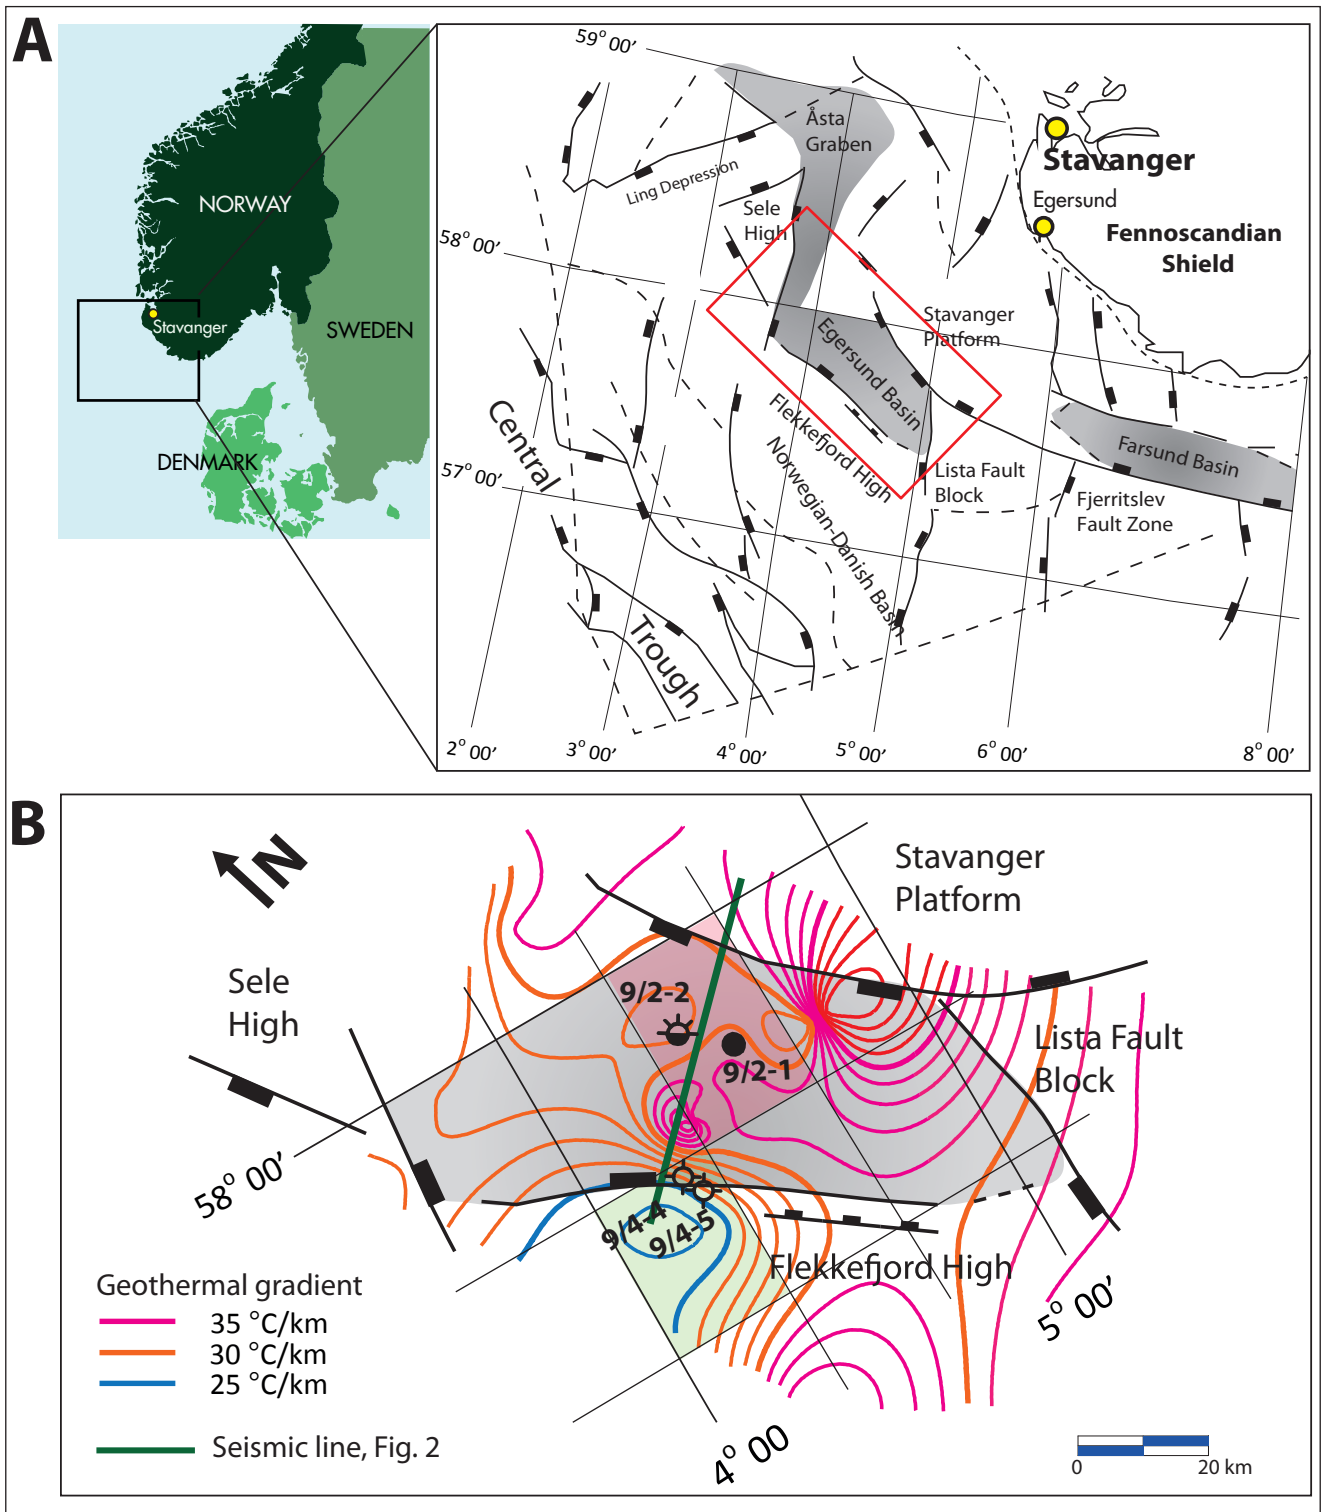 A
NORWAY
SWEDEN
Stavanger
DENMARK
59° 00'
58° 00'
57° 00'
Åsta
Graben
Ling Depression
Sele
High
Stavanger
Egersund
Fennoscandian
Shield
Stavanger
Platform
Egersund Basin
Flekkefjord High
Norwegian-Danish Basin
Central
Trough
Lista Fault
Block
Farsund Basin
Fjerritslev
Fault Zone
2° 00'
3° 00'
4° 00'
5° 00'
6° 00'
8° 00'
B
N
Stavanger
Platform
Sele
High
9/2-2
9/2-1
Lista Fault
Block
58° 00'
9/4-4
9/4-5
Flekkefjord High
5° 00'
4° 00
Geothermal gradient
35 °C/km
30 °C/km
25 °C/km
Seismic line, Fig. 2
0 20 km